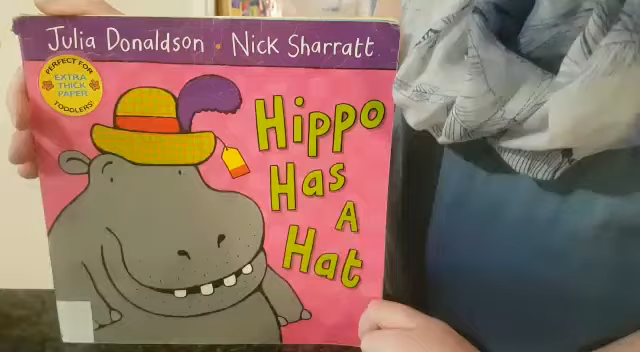 Julia Donaldson · Nick Sharratt
PERFECT FOR
EXTRA
THICK
PAPER
TODDLERS!
Hippo
Has
A
Hat